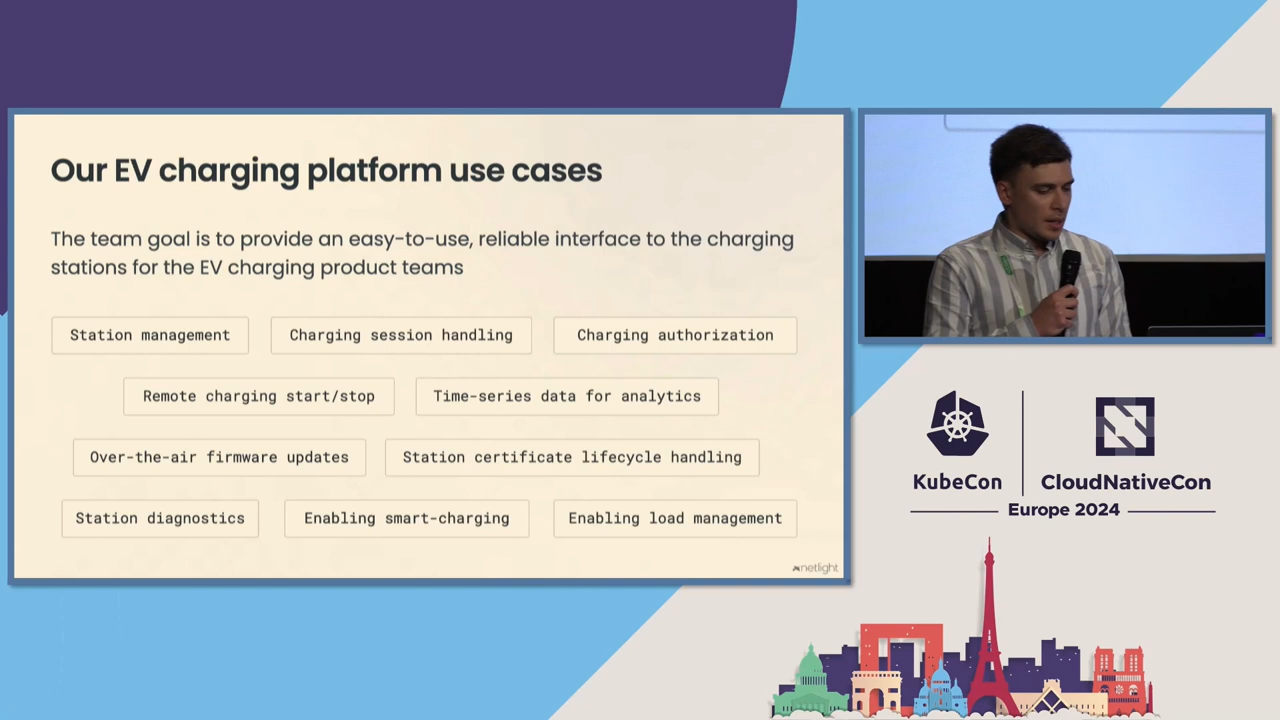 Our EV charging platform use cases
The team goal is to provide an easy-to-use, reliable interface to the charging
stations for the EV charging product teams
Station management
Charging session handling
Charging authorization
Remote charging start/stop
Time-series data for analytics
Over-the-air firmware updates
Station certificate lifecycle handling
Station diagnostics
Enabling smart-charging
Enabling load management
netlight
KubeCon
CloudNativeCon
Europe 2024